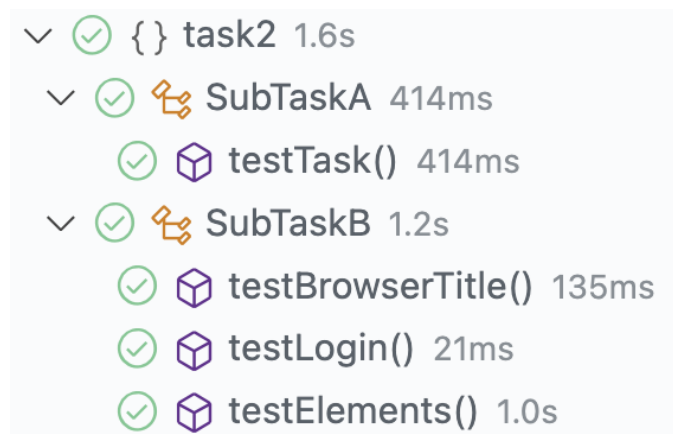 {} task2 1.6s
SubTaskA 414ms
testTask() 414ms
SubTaskB 1.2s
testBrowserTitle() 135ms
testLogin() 21ms
testElements() 1.0s